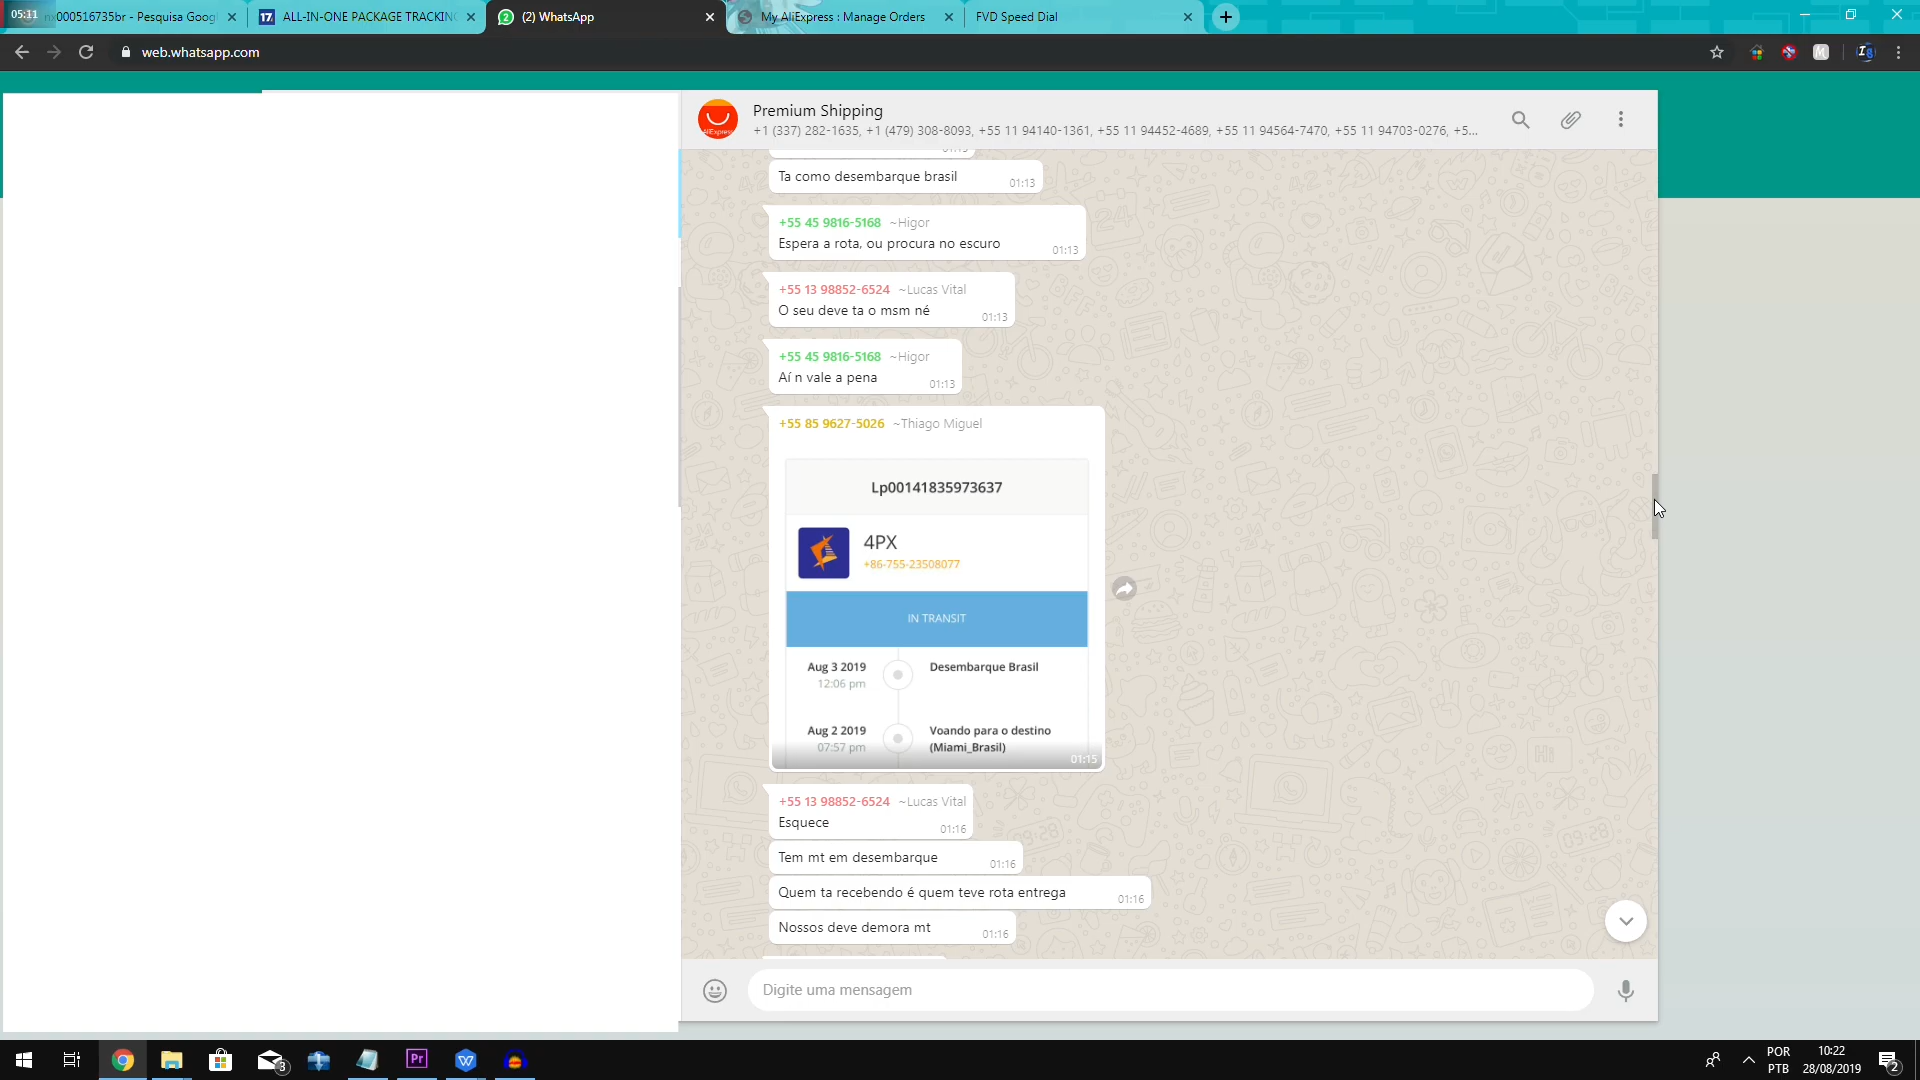 05:11
nx000516735br - Pesquisa Goog
17 ALL-IN-ONE PACKAGE TRACKING
(2) WhatsApp
My AliExpress : Manage Orders
FVD Speed Dial
web.whatsapp.com
Premium Shipping
+1 (337) 282-1635, +1 (479) 308-8093, +55 11 94140-1361, +55 11 94452-4689, +55 11 94564-7470, +55 11 94703-0276, +5...
Ta como desembarque brasil
01:13
+55 45 9816-5168 ~Higor
Espera a rota, ou procura no escuro
01:13
+55 13 98852-6524 ~Lucas Vital
O seu deve ta o msm né
01:13
+55 45 9816-5168 ~Higor
Aí n vale a pena
01:13
+55 85 9627-5026 ~Thiago Miguel
Lp00141835973637
4PX
+86-755-23508077
IN TRANSIT
Aug 3 2019 Desembarque Brasil
12:06 pm
Aug 2 2019 Voando para o destino
07:57 pm (Miami_Brasil)
01:15
+55 13 98852-6524 ~Lucas Vital
Esquece
01:16
Tem mt em desembarque
01:16
Quem ta recebendo é quem teve rota entrega
01:16
Nossos deve demora mt
01:16
Digite uma mensagem
3
Pr
POR
PTB
10:22
28/08/2019
2